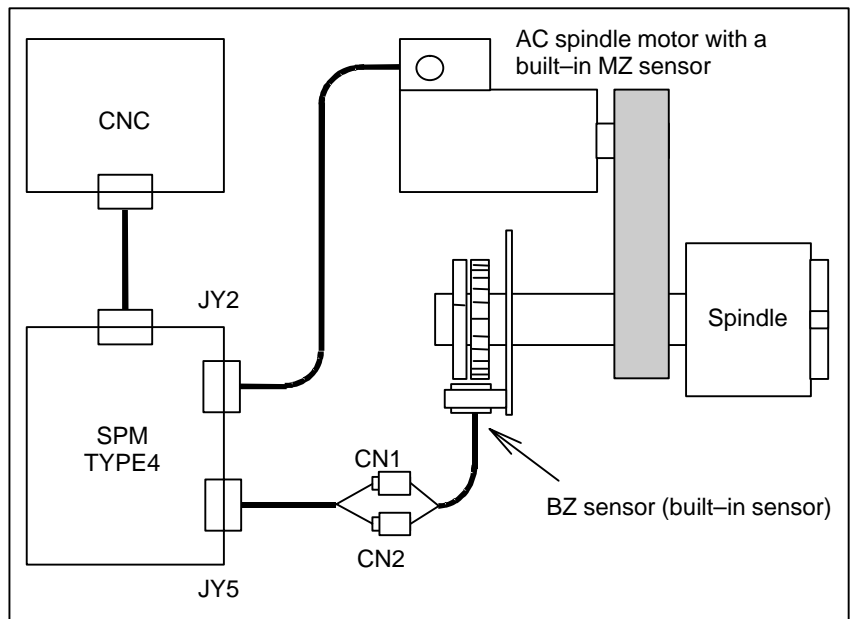 AC spindle motor with a
built–in MZ sensor
CNC
JY2
Spindle
SPM
TYPE4
CN1
BZ sensor (built–in sensor)
CN2
JY5